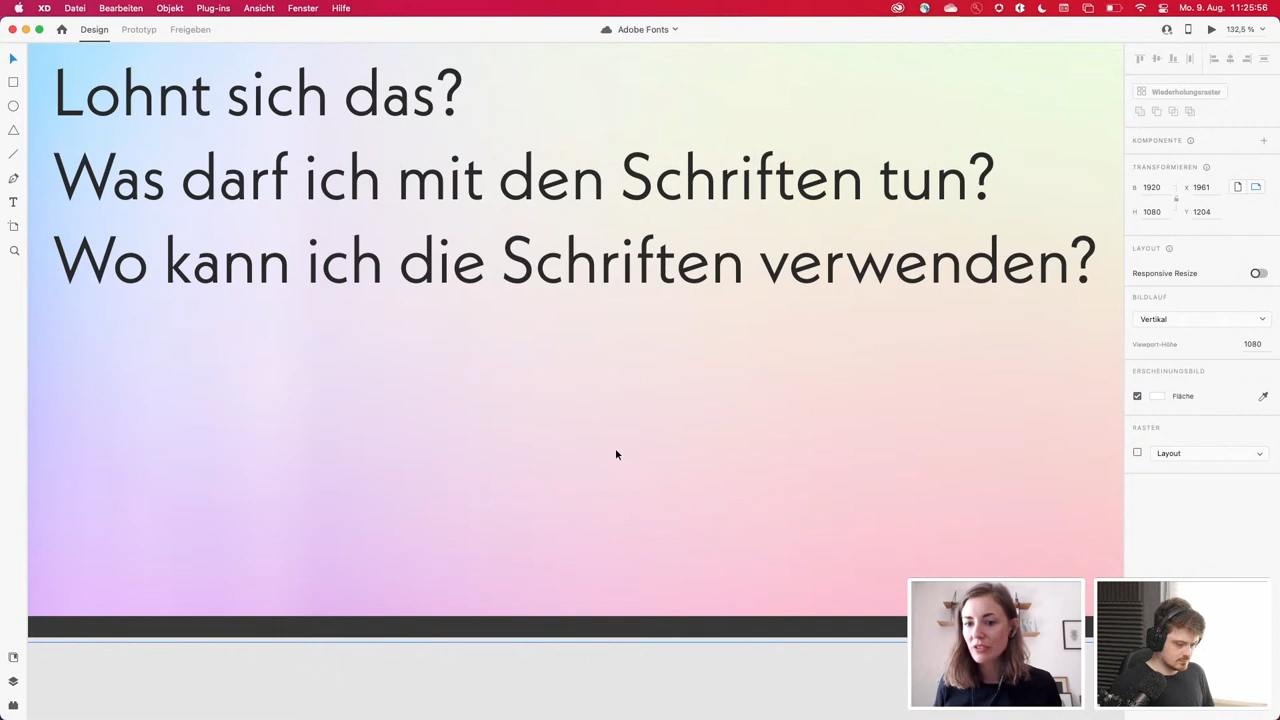 XD Datei Bearbeiten Objekt Plug-ins Ansicht Fenster Hilfe Mo. 9. Aug. 11:25:56
Design Prototyp Freigeben Adobe Fonts 132,5 %
Lohnt sich das?
Was darf ich mit den Schriften tun?
Wo kann ich die Schriften verwenden?
Wiederholungsraster
KOMPONENTE
TRANSFORMIEREN
B 1920 X 1961
H 1080 Y 1204
LAYOUT
Responsive Resize
BILDLAUF
Vertikal
Viewport-Höhe 1080
ERSCHEINUNGSBILD
Fläche
RASTER
Layout